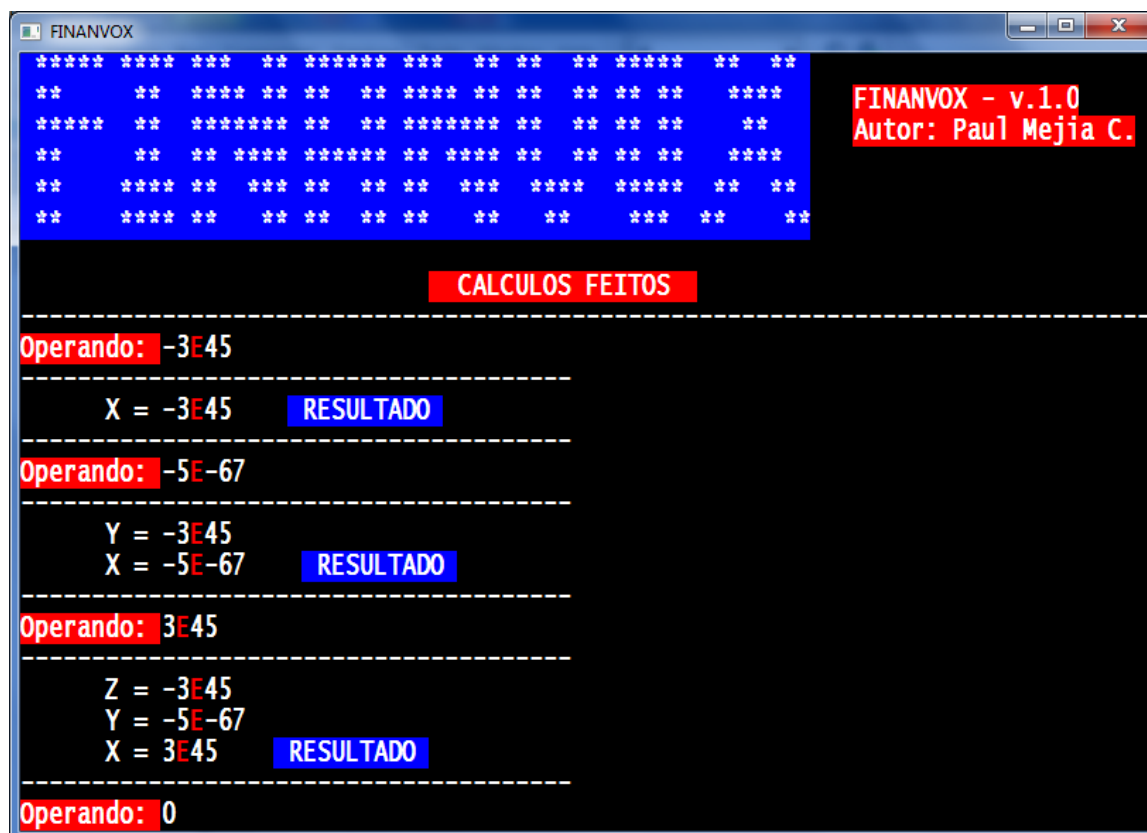 FINANVOX
FINANVOX
FINANVOX - v.1.0
Autor: Paul Mejia C.
CALCULOS FEITOS
Operando: -3E45
X = -3E45 RESULTADO
Operando: -5E-67
Y = -3E45
X = -5E-67 RESULTADO
Operando: 3E45
Z = -3E45
Y = -5E-67
X = 3E45 RESULTADO
Operando: 0